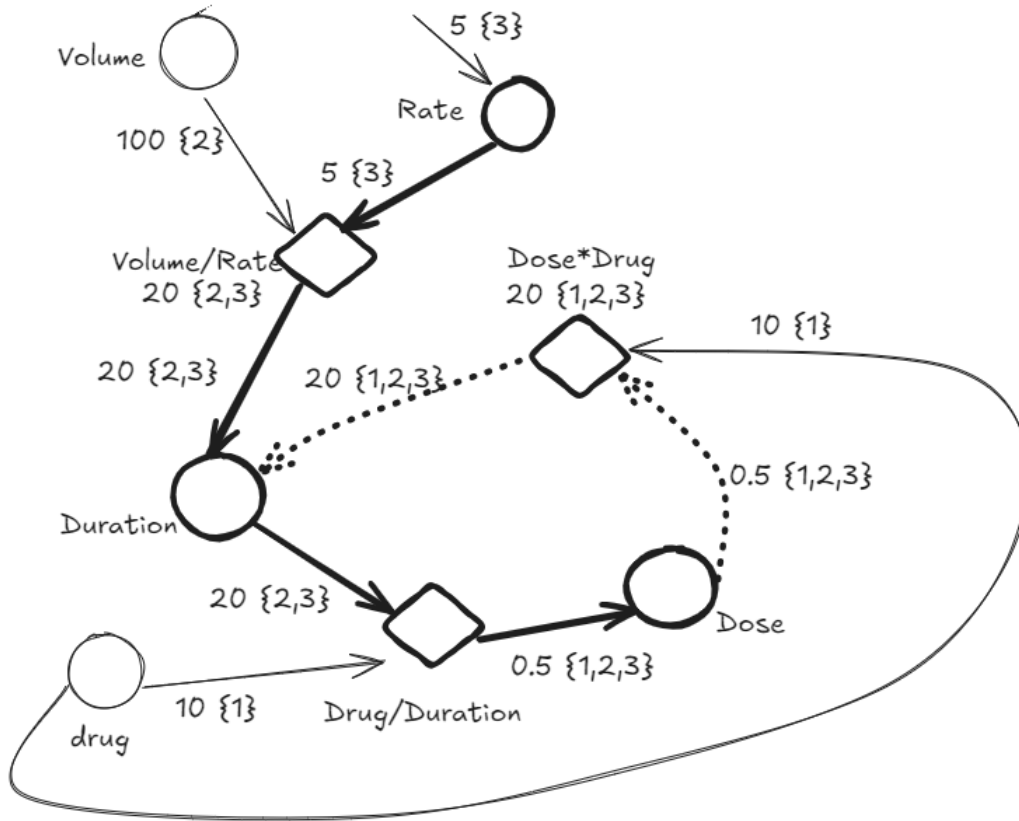 5 {3}
Volume
Rate
100 {2}
5 {3}
Volume/Rate
20 {2,3}
Dose*Drug
20 {1,2,3}
10 {1}
20 {2,3}
20 {1,2,3}
0.5 {1,2,3}
Duration
20 {2,3}
Dose
0.5 {1,2,3}
10 {1}
Drug/Duration
drug